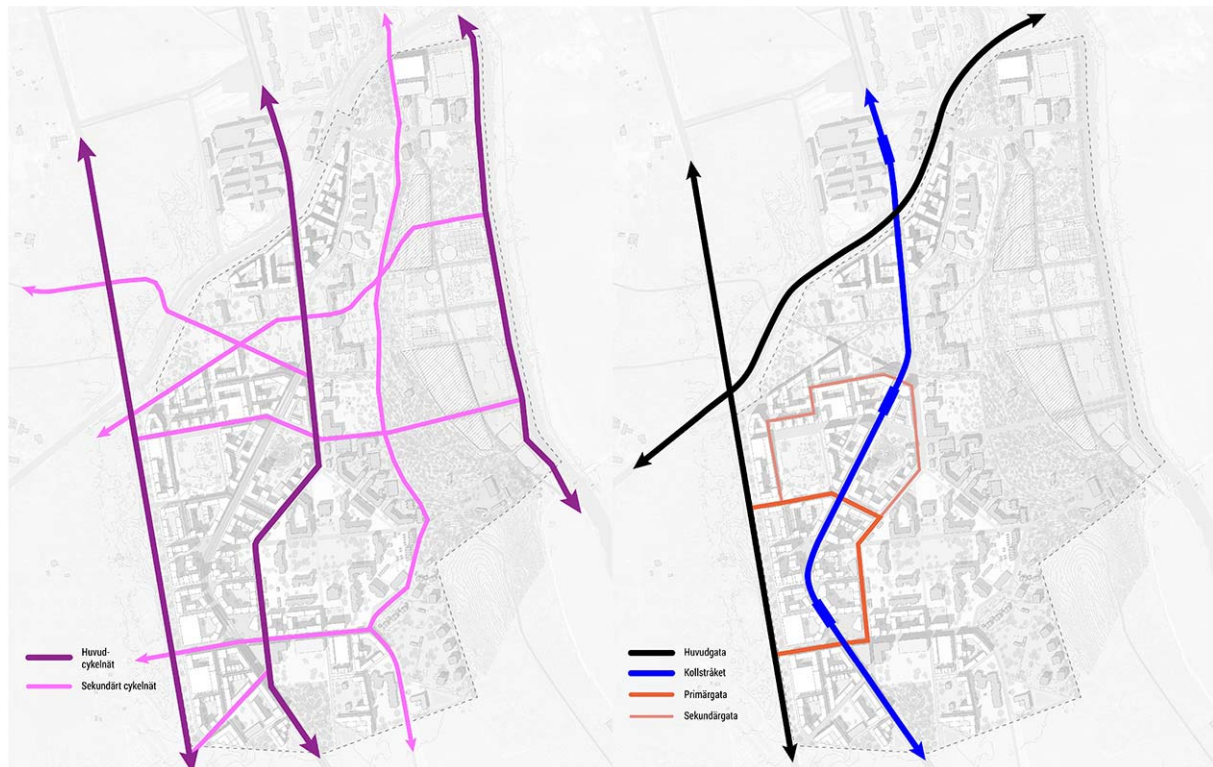 Huvud-
cykelnät
Sekundärt cykelnät
Huvudgata
Kollstråket
Primärgata
Sekundärgata